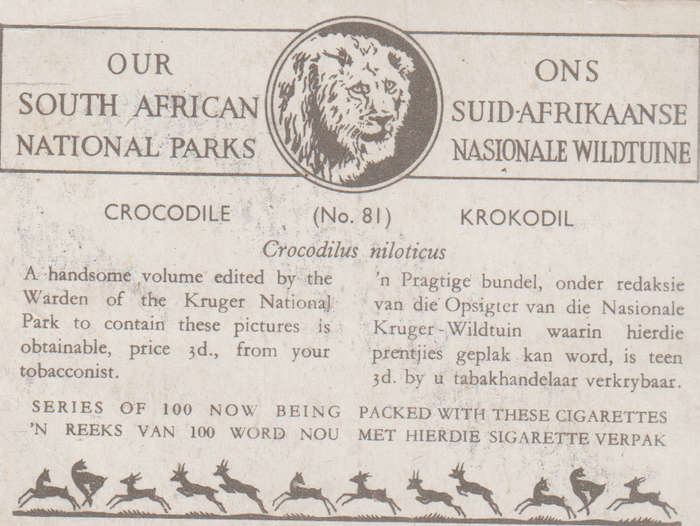 OUR
SOUTH AFRICAN
NATIONAL PARKS
ONS
SUID-AFRIKAANSE
NASIONALE WILDTUINE
CROCODILE (No. 81) KROKODIL
Crocodilus niloticus
A handsome volume edited by the
Warden of the Kruger National
Park to contain these pictures is
obtainable, price 3d., from your
tobacconist.
'n Pragtige bundel, onder redaksie
van die Opsigter van die Nasionale
Kruger-Wildtuin waarin hierdie
prentjies geplak kan word, is teen
3d. by u tabakhandelaar verkrybaar.
SERIES OF 100 NOW BEING PACKED WITH THESE CIGARETTES
'N REEKS VAN 100 WORD NOU MET HIERDIE SIGARETTE VERPAK